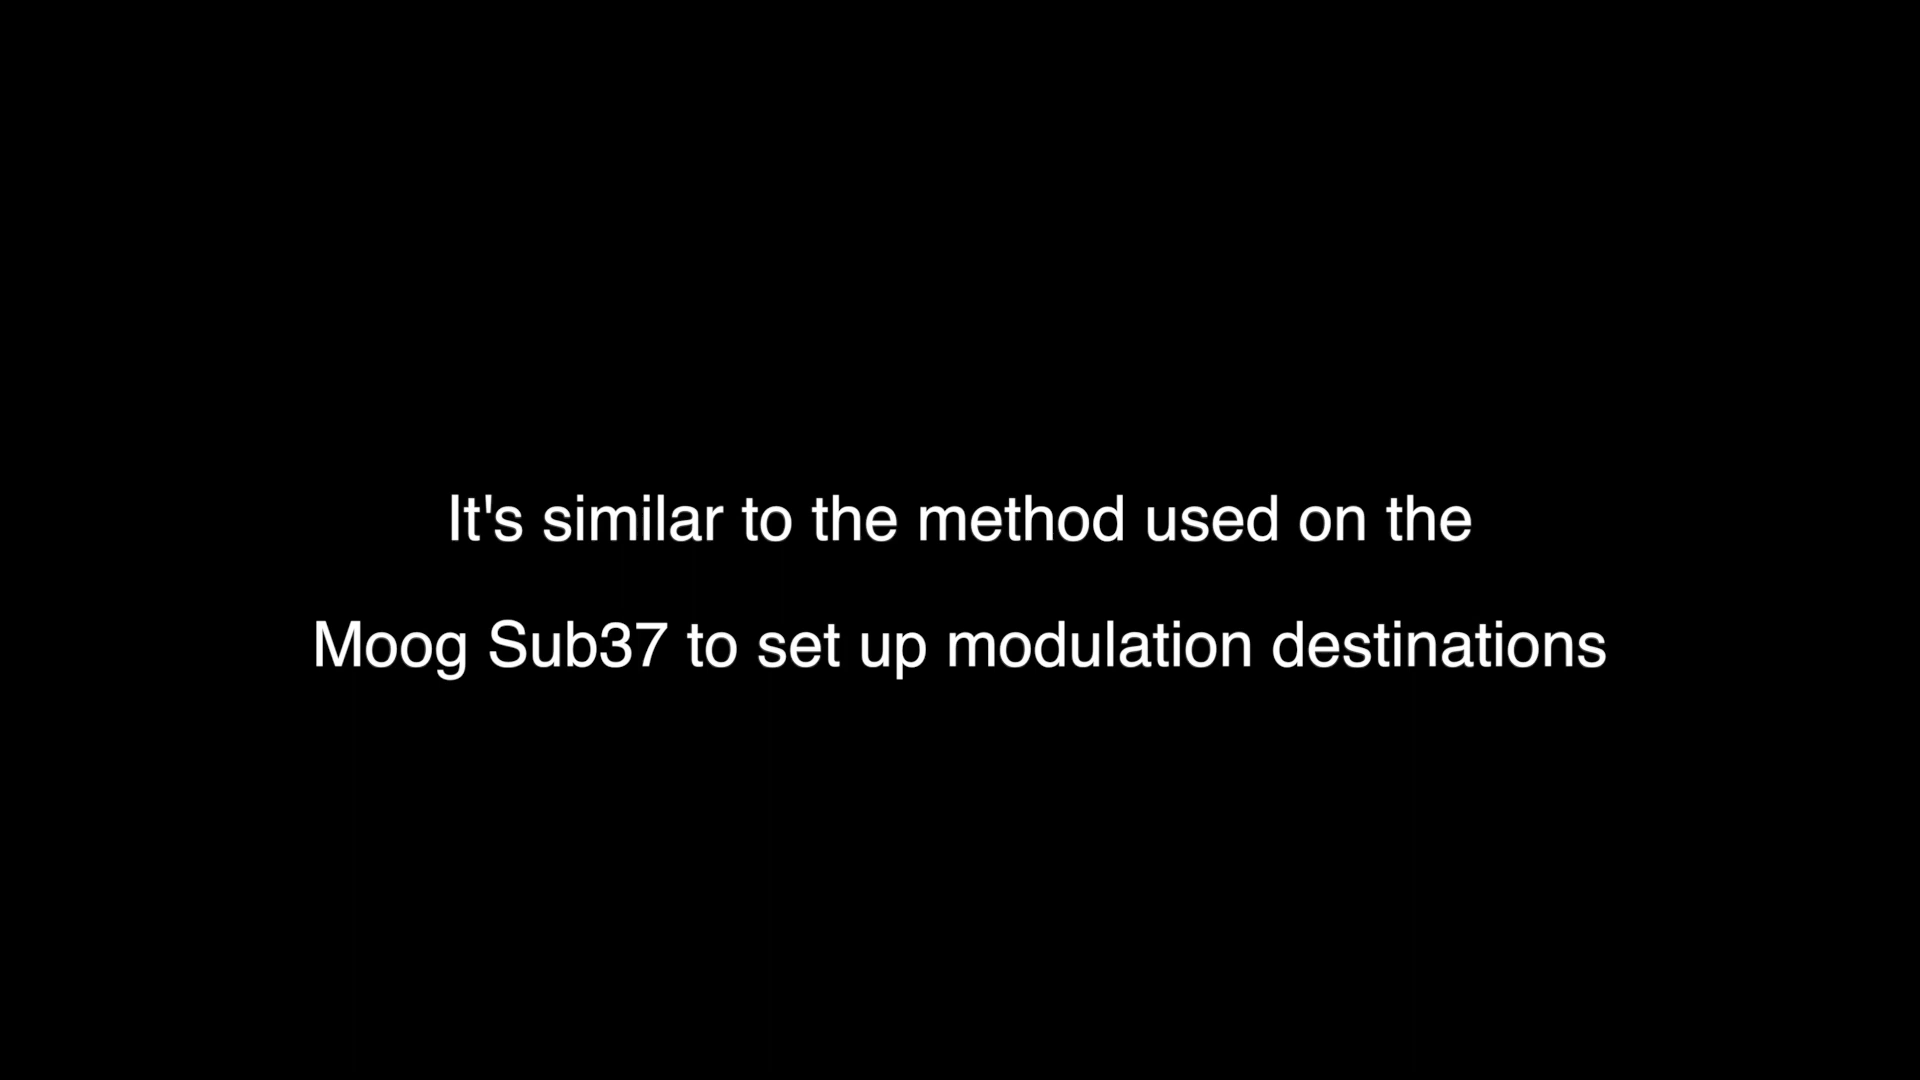 It's similar to the method used on the
Moog Sub37 to set up modulation destinations